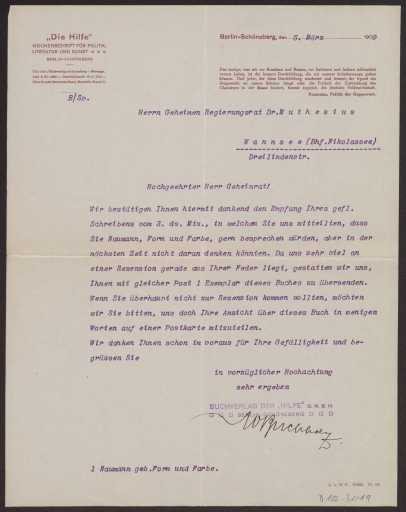 „Die Hilfe"
WOCHENSCHRIFT FÜR POLITIK,
LITERATUR UND KUNST
BERLIN-SCHÖNEBERG
Berlin-Schöneberg, den 5. März 1909
B/So.
Herrn Geheimen Regierungsrat Dr. Muthesius
Wannsee (Bhf. Nikolassee)
Dreilindenstr.
Hochgeehrter Herr Geheimrat!
Wir bestätigen Ihnen hiermit dankend den Empfang Ihres gefl.
Schreibens vom 3. ds. Mts., in welchem Sie mitteilten, dass
Sie Naumann, Form und Farbe, gern besprechen würden, aber in der
nächsten Zeit nicht daran denken könnten. Da uns sehr viel an
einer Rezension gerade aus Ihrer Feder liegt, gestatten wir uns,
Ihnen mit gleicher Post 1 Exemplar dieses Buches zu übersenden.
Wenn Sie überhaupt nicht zur Rezension kommen sollten, möchten
wir Sie bitten, uns doch Ihre Ansicht über dieses Buch in wenigen
Worten auf einer Postkarte mitzuteilen.
Wir danken Ihnen schon im voraus für Ihre Gefälligkeit und be-
grüssen Sie
in vorzüglicher Hochachtung
sehr ergeben
BUCHVERLAG DER „HILFE" G.M.B.H.
BERLIN-SCHÖNEBERG
1 Naumann geb. Form und Farbe.